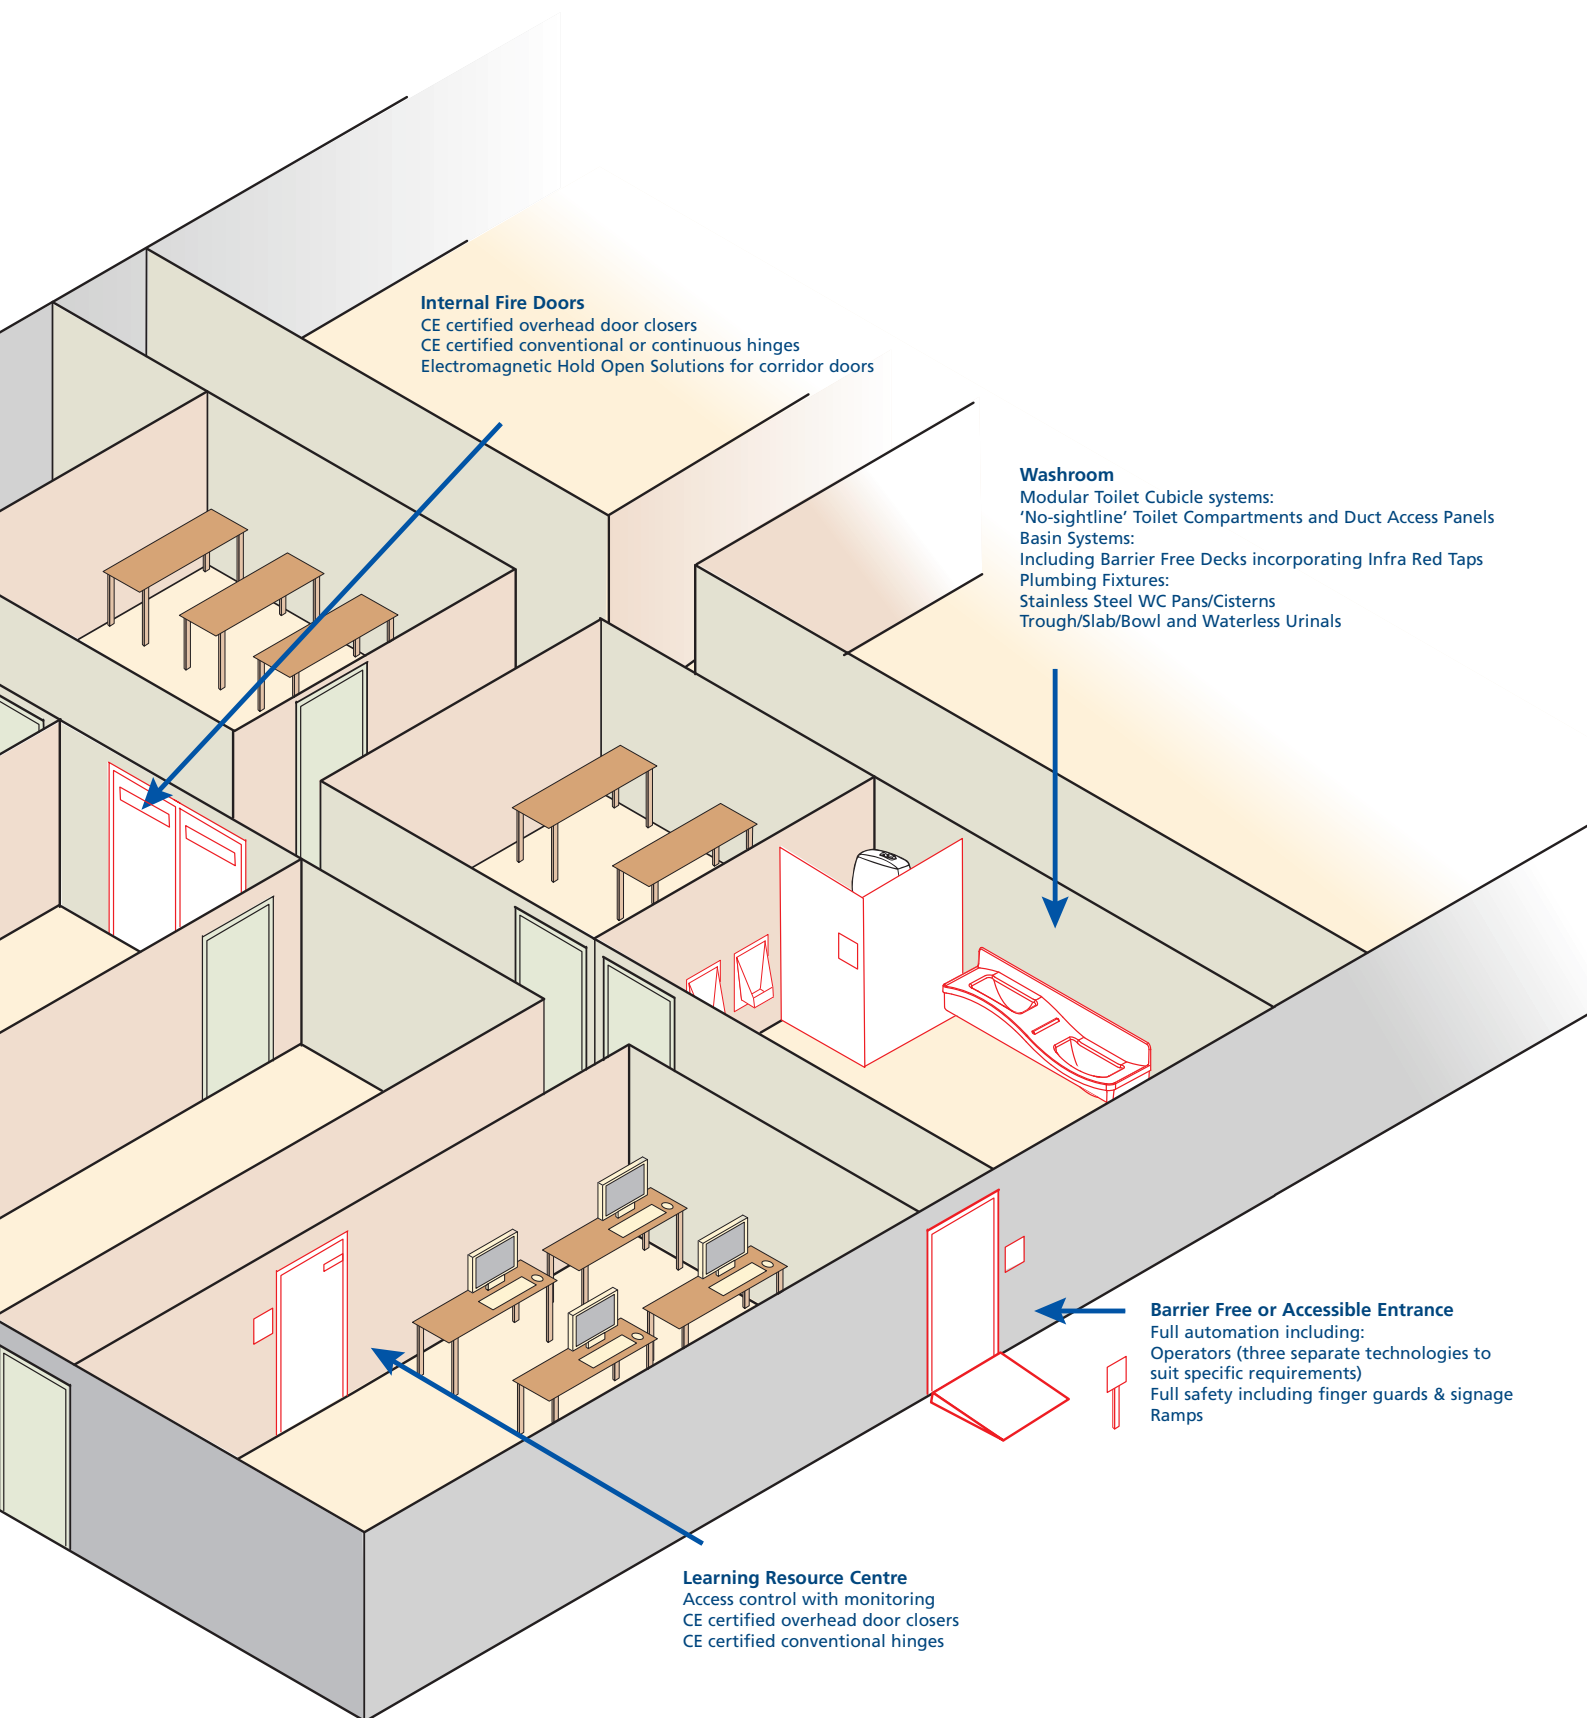 Internal Fire Doors
CE certified overhead door closers
CE certified conventional or continuous hinges
Electromagnetic Hold Open Solutions for corridor doors
Washroom
Modular Toilet Cubicle systems:
‘No-sightline’ Toilet Compartments and Duct Access Panels
Basin Systems:
Including Barrier Free Decks incorporating Infra Red Taps
Plumbing Fixtures:
Stainless Steel WC Pans/Cisterns
Trough/Slab/Bowl and Waterless Urinals
Barrier Free or Accessible Entrance
Full automation including:
Operators (three separate technologies to
suit specific requirements)
Full safety including finger guards & signage
Ramps
Learning Resource Centre
Access control with monitoring
CE certified overhead door closers
CE certified conventional hinges